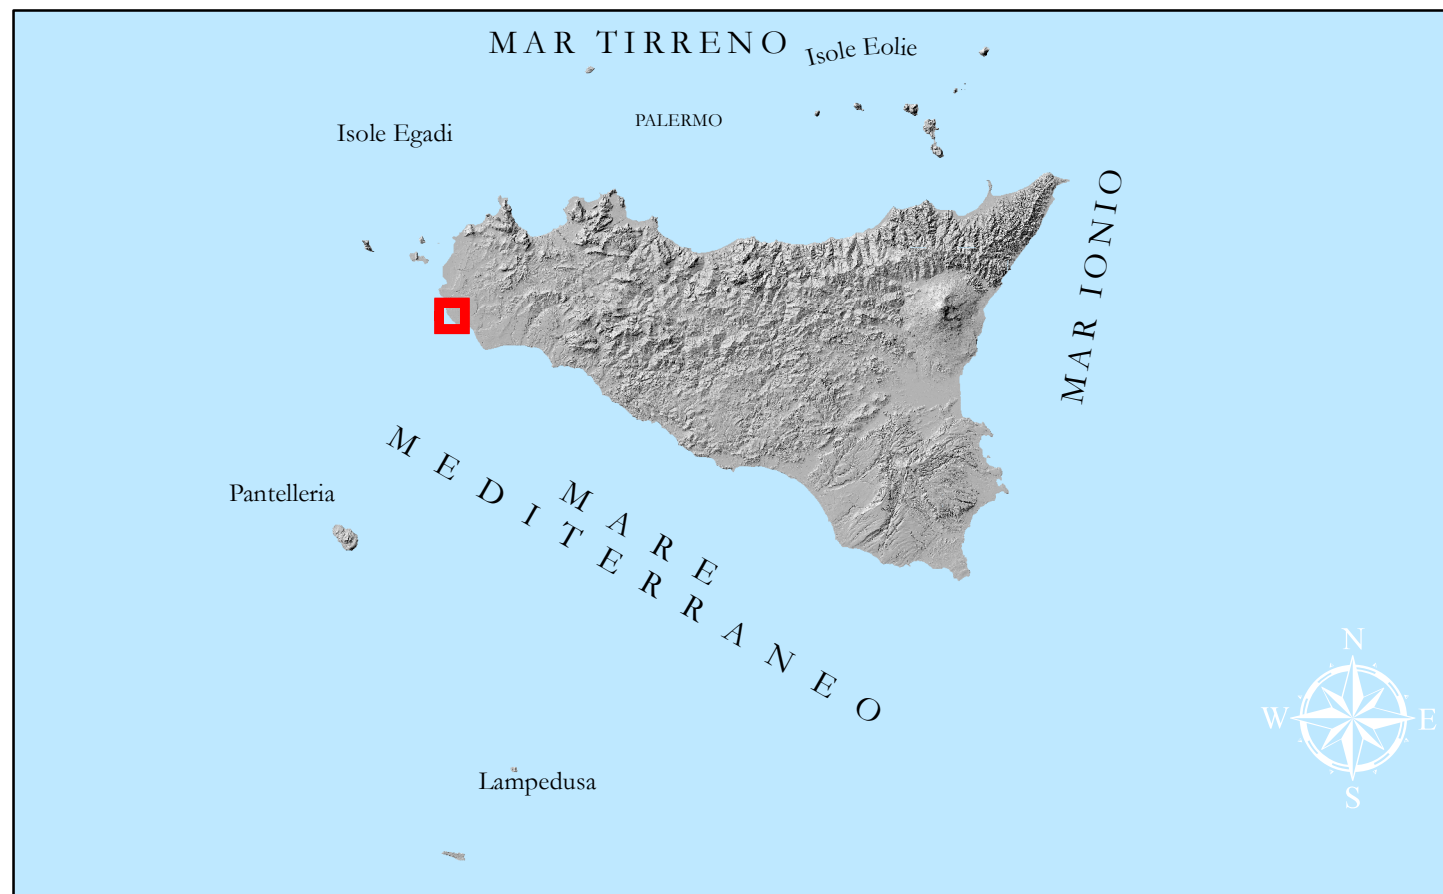 MAR TIRRENO
Isole Eolie
PALERMO
Isole Egadi
MAR IONIO
Pantelleria
MARE
MEDITERRANEO
Lampedusa
N
W
E
S